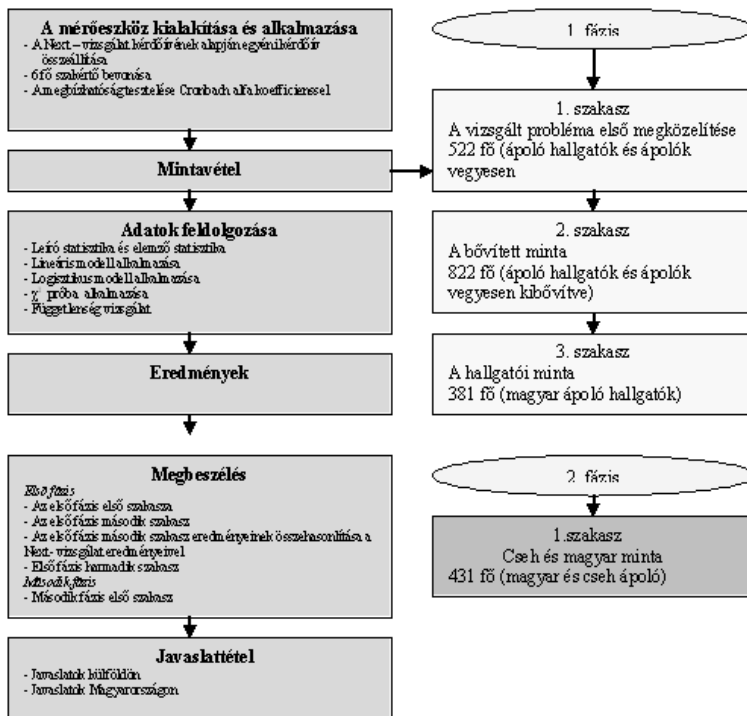 A mérőeszköz kialakítása és alkalmazása
- A Next – vizsgálat kérdőívének alapján egyéni kérdőív
összeállítása
- 6 fő szakértő bevonása
- A megbízhatóság tesztelése Cronbach alfa koefficienssel
Mintavétel
Adatok feldolgozása
- Leíró statisztika és elemző statisztika
- Lineáris modell alkalmazása
- Logisztikus modell alkalmazása
- χ² próba alkalmazása
- Függetlenség vizsgálat
Eredmények
Megbeszélés
Első fázis
- Az első fázis első szakasza
- Az első fázis második szakasz
- Az első fázis második szakasz eredményeinek összehasonlítása a
Next- vizsgálat eredményeivel
- Első fázis harmadik szakasz
Második fázis
- Második fázis első szakasz
Javaslattétel
- Javaslatok külföldön
- Javaslatok Magyarországon
1. fázis
1. szakasz
A vizsgált probléma első megközelítése
522 fő (ápoló hallgatók és ápolók
vegyesen
2. szakasz
A bővített minta
822 fő (ápoló hallgatók és ápolók
vegyesen kibővítve)
3. szakasz
A hallgatói minta
381 fő (magyar ápoló hallgatók)
2. fázis
1.szakasz
Cseh és magyar minta
431 fő (magyar és cseh ápoló)